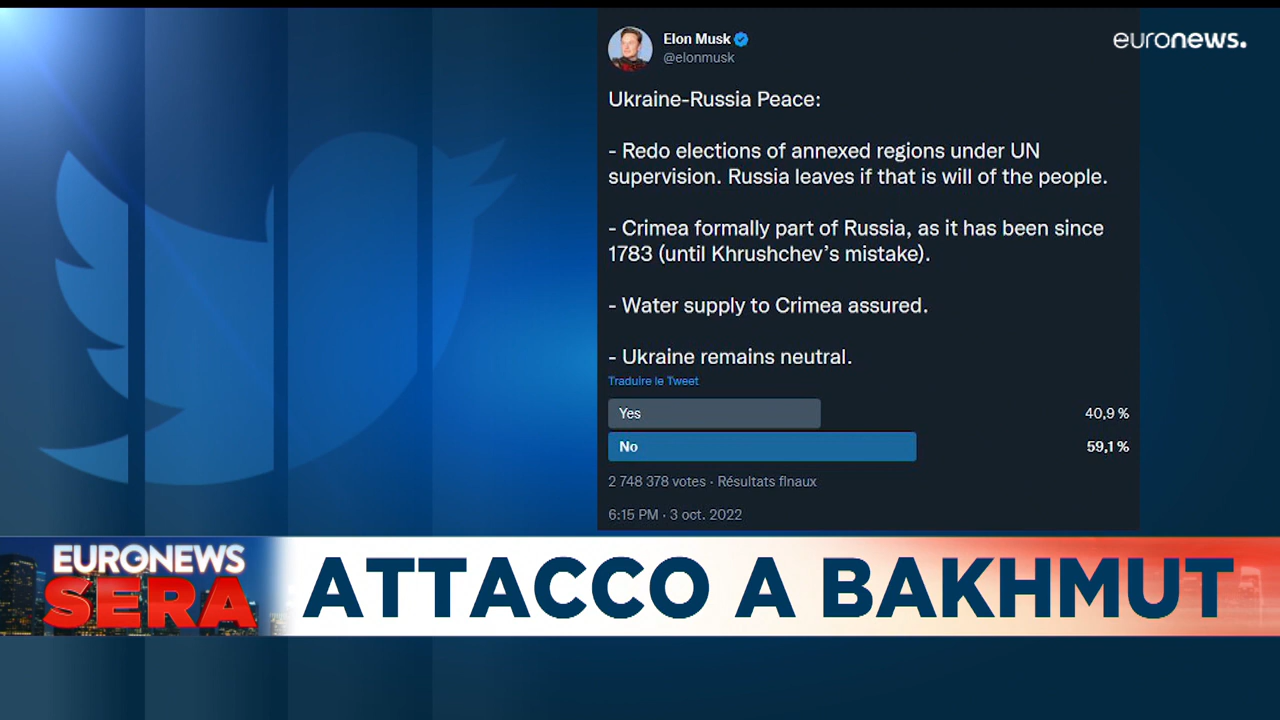 Elon Musk
@elonmusk
euronews.
Ukraine-Russia Peace:
- Redo elections of annexed regions under UN
supervision. Russia leaves if that is will of the people.
- Crimea formally part of Russia, as it has been since
1783 (until Khrushchev's mistake).
- Water supply to Crimea assured.
- Ukraine remains neutral.
Traduire le Tweet
Yes 40,9 %
No 59,1 %
2 748 378 votes · Résultats finaux
6:15 PM · 3 oct. 2022
EURONEWS
SERA
ATTACCO A BAKHMUT